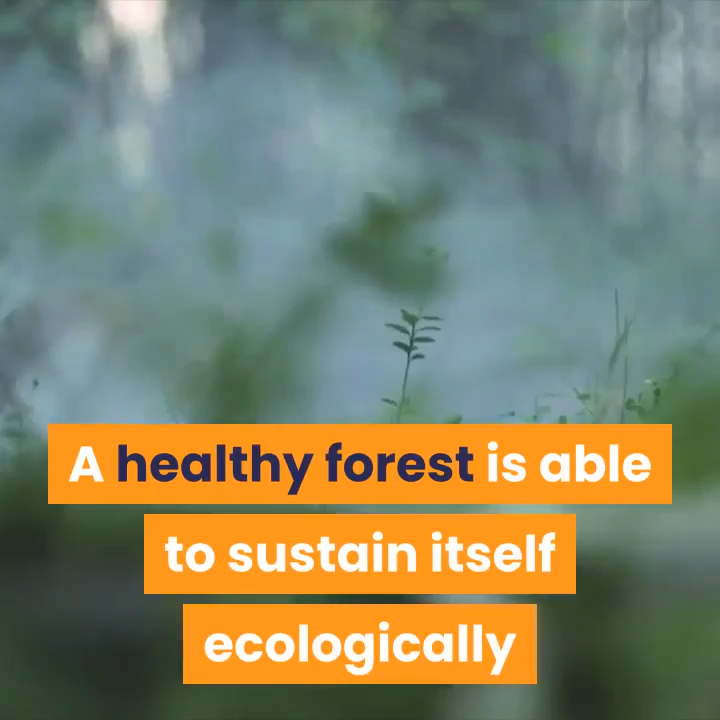 A healthy forest is able
to sustain itself
ecologically